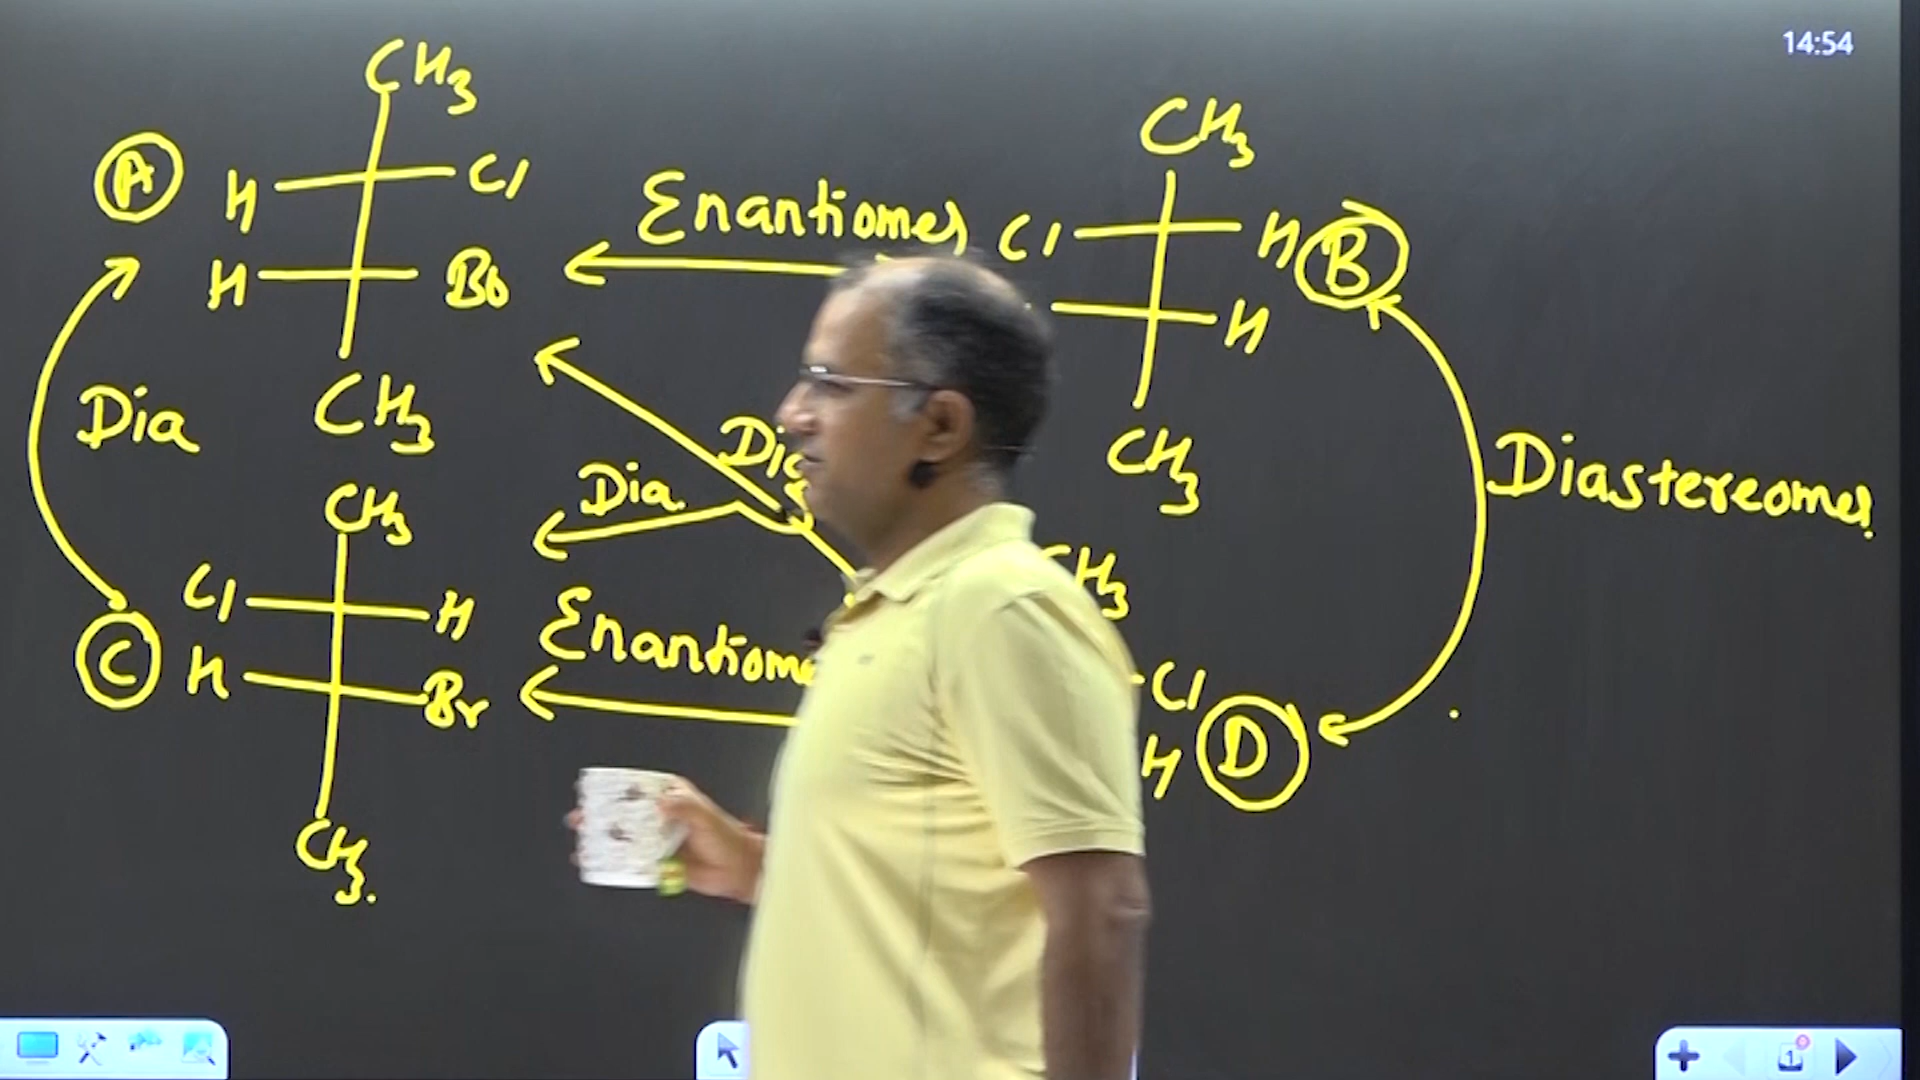 14:54
CH3
A
H Cl
H Br
CH3
Enantiomer
CH3
Cl H
B
H
CH3
Dia
Dia
Dia.
Diastereomer.
CH3
Cl H
C
H Br
CH3.
Enantiome
CH3
Cl
H
D
1